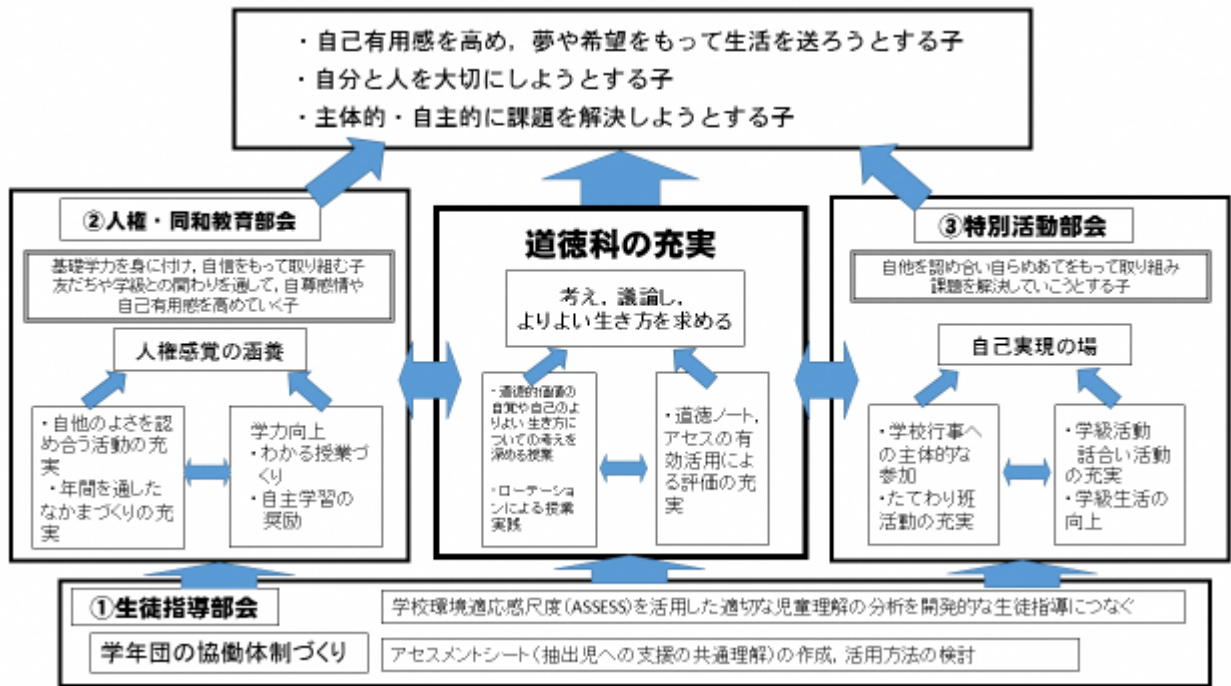 ・自己有用感を高め，夢や希望をもって生活を送ろうとする子
・自分と人を大切にしようとする子
・主体的・自主的に課題を解決しようとする子
②人権・同和教育部会
基礎学力を身に付け，自信をもって取り組む子
友だちや学級との関わりを通して，自尊感情や
自己有用感を高めていく子
人権感覚の涵養
・自他のよさを認
め合う活動の充
実
・年間を通した
なかまづくりの充
実
学力向上
・わかる授業づ
くり
・自主学習の
奨励
道徳科の充実
考え，議論し，
よりよい生き方を求める
・道徳的価値の
自覚や自己のよ
りよい生き方に
ついての考えを
深める授業
・ローテーショ
ンによる授業
実践
・道徳ノート，
アセスの有
効活用によ
る評価の充
実
③特別活動部会
自他を認め合い自らめあてをもって取り組み
課題を解決していこうとする子
自己実現の場
・学校行事へ
の主体的な
参加
・たてわり班
活動の充実
・学級活動
話合い活動
の充実
・学級生活の
向上
①生徒指導部会
学校環境適応感尺度（ASSESS）を活用した適切な児童理解の分析を開発的な生徒指導につなぐ
学年団の協働体制づくり
アセスメントシート（抽出児への支援の共通理解）の作成，活用方法の検討